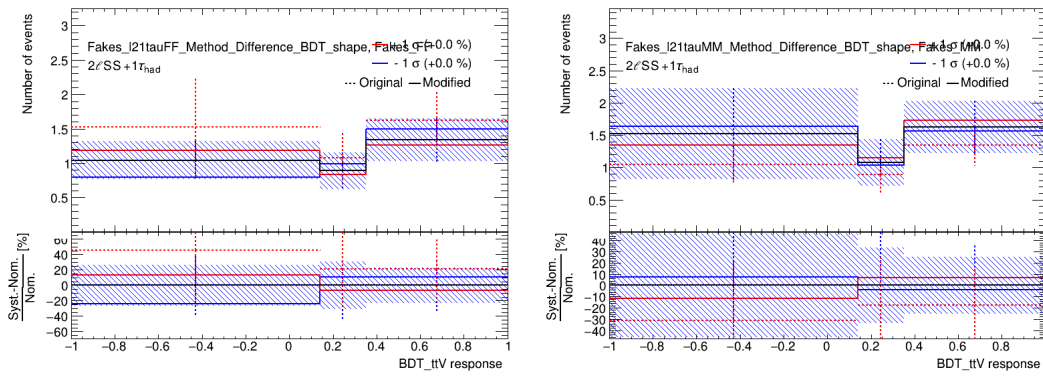 Number of events
3
2.5
2
1.5
1
0.5
Fakes_l21tauFF_Method_Difference_BDT_shape, Fakes_FF
2ℓSS +1τhad
+ 1 σ (+0.0 %)
- 1 σ (+0.0 %)
Original
Modified
Syst.-Nom.
Nom.
[%]
60
40
20
0
−20
−40
−60
−1 −0.8 −0.6 −0.4 −0.2 0 0.2 0.4 0.6 0.8 1
BDT_ttV response
Number of events
3
2.5
2
1.5
1
0.5
Fakes_l21tauMM_Method_Difference_BDT_shape, Fakes_MM
2ℓSS +1τhad
+ 1 σ (+0.0 %)
- 1 σ (+0.0 %)
Original
Modified
Syst.-Nom.
Nom.
[%]
40
30
20
10
0
−10
−20
−30
−40
−1 −0.8 −0.6 −0.4 −0.2 0 0.2 0.4 0.6 0.8 1
BDT_ttV response